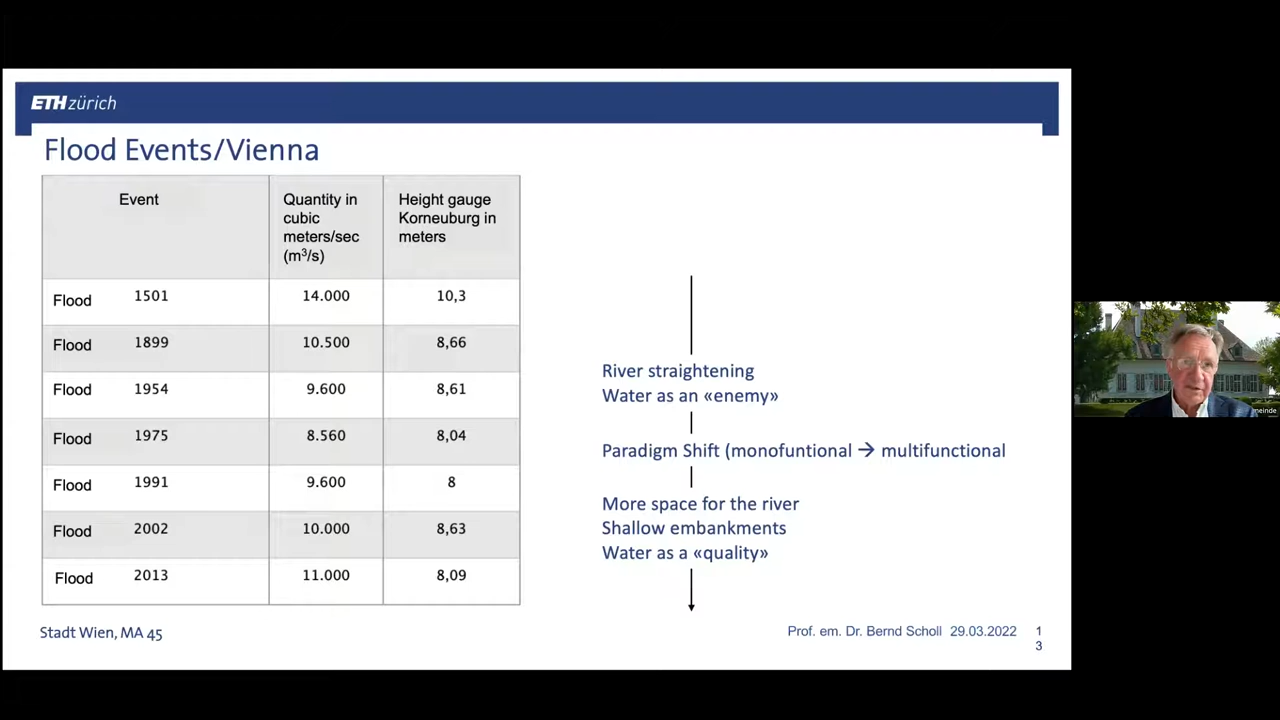 ETH zürich
Flood Events/Vienna
Event
Quantity in
cubic
meters/sec
(m³/s)
Height gauge
Korneuburg in
meters
Flood 1501 14.000 10,3
Flood 1899 10.500 8,66
Flood 1954 9.600 8,61
Flood 1975 8.560 8,04
Flood 1991 9.600 8
Flood 2002 10.000 8,63
Flood 2013 11.000 8,09
River straightening
Water as an «enemy»
Paradigm Shift (monofuntional → multifunctional
More space for the river
Shallow embankments
Water as a «quality»
Stadt Wien, MA 45
Prof. em. Dr. Bernd Scholl 29.03.2022
1
3